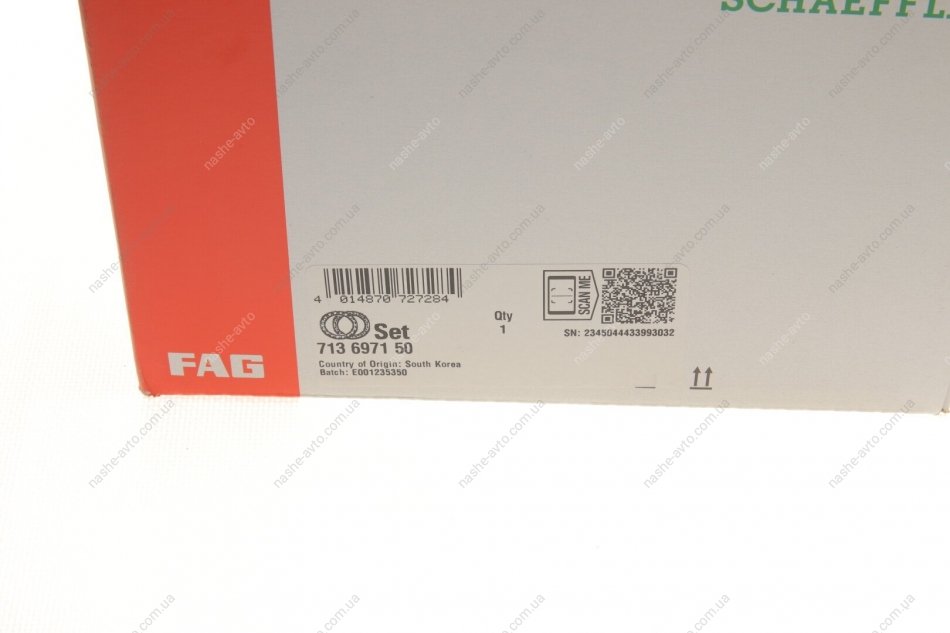 SCHAEFFL
4 014870 727284
Set
713 6971 50
Country of Origin: South Korea
Batch: E001235350
Qty
1
SCAN ME
SN: 2345044433993032
FAG
nashe-avto.com.ua